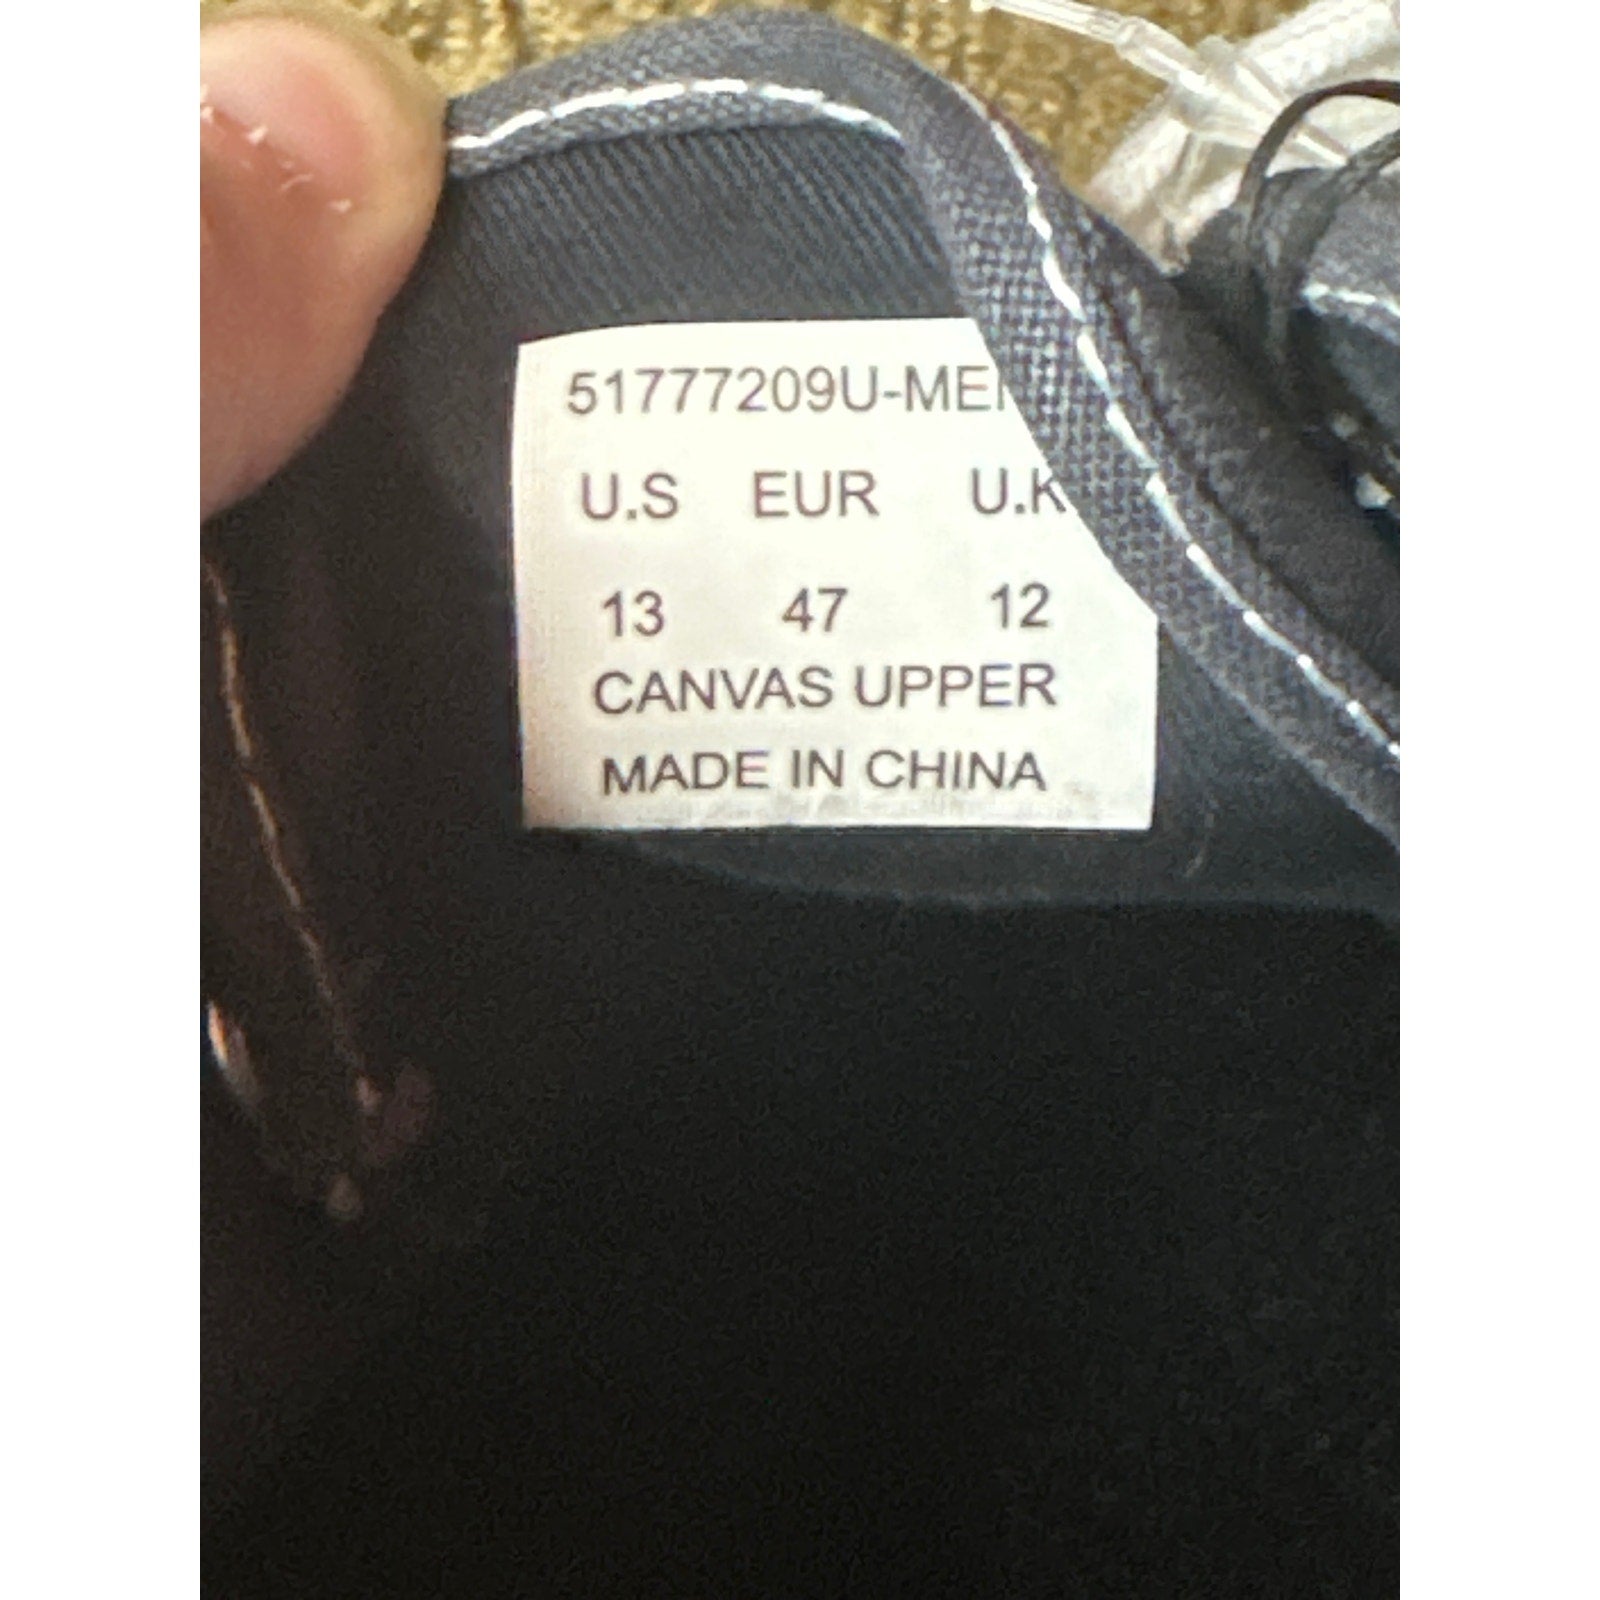 51777209U-MEN
U.S EUR U.K
13 47 12
CANVAS UPPER
MADE IN CHINA